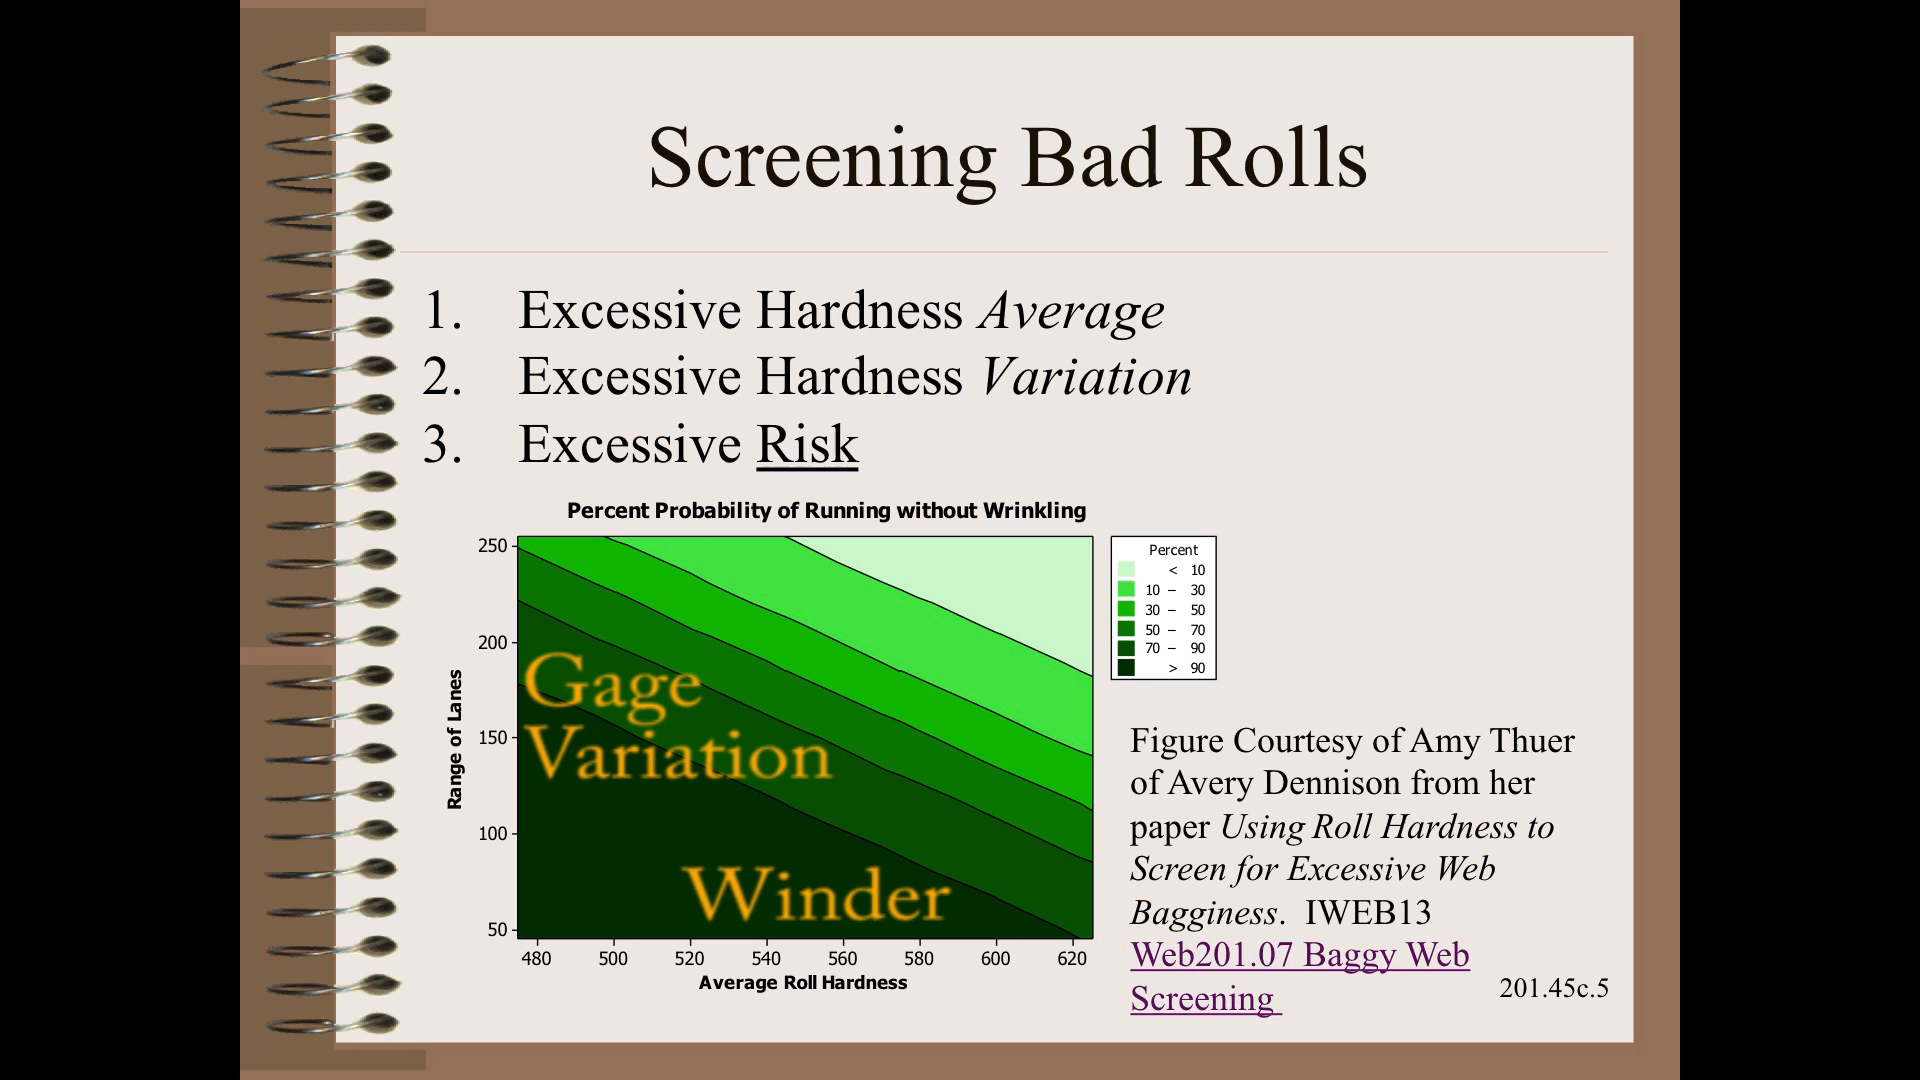 Screening Bad Rolls
1. Excessive Hardness Average
2. Excessive Hardness Variation
3. Excessive Risk
Percent Probability of Running without Wrinkling
250
200
150
100
50
Range of Lanes
Gage
Variation
Winder
480 500 520 540 560 580 600 620
Average Roll Hardness
Percent
< 10
10 – 30
30 – 50
50 – 70
70 – 90
> 90
Figure Courtesy of Amy Thuer
of Avery Dennison from her
paper Using Roll Hardness to
Screen for Excessive Web
Bagginess. IWEB13
Web201.07 Baggy Web
Screening
201.45c.5